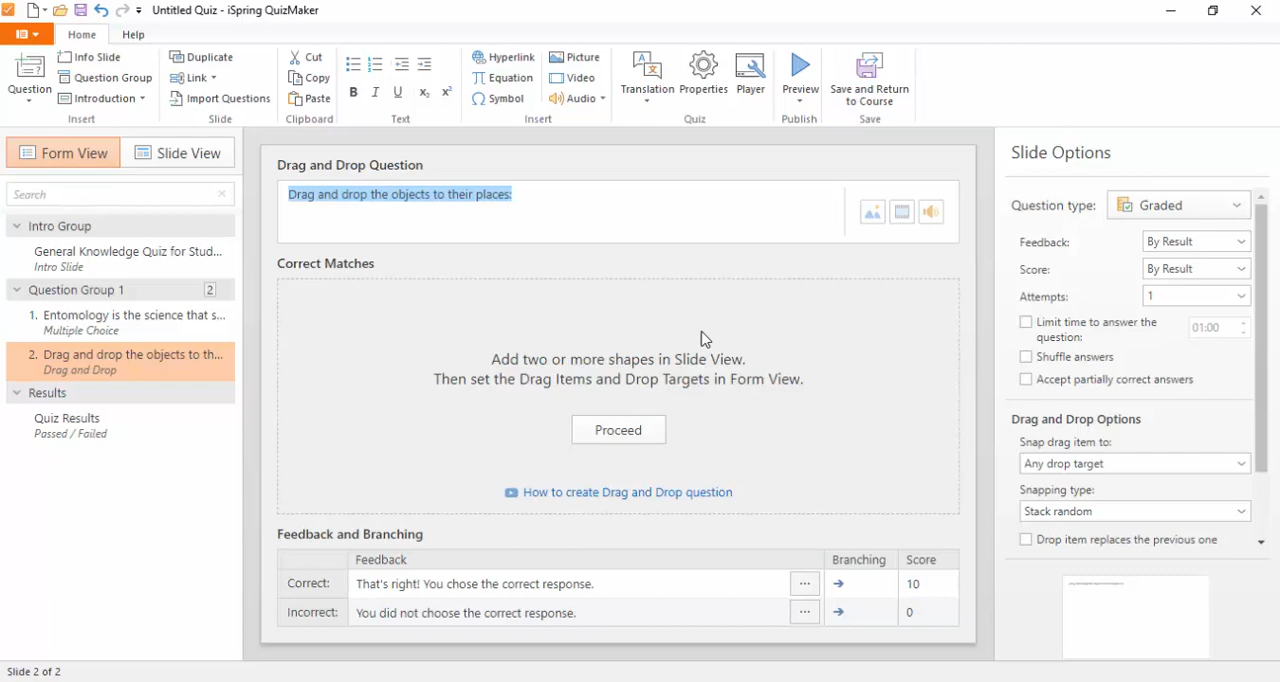 Untitled Quiz - iSpring QuizMaker
Home
Help
Question
Info Slide
Question Group
Introduction
Insert
Duplicate
Link
Import Questions
Slide
Cut
Copy
Paste
Clipboard
B I U x₂ x²
Text
Hyperlink
Equation
Symbol
Picture
Video
Audio
Insert
Translation
Properties
Player
Quiz
Preview
Publish
Save and Return
to Course
Save
Form View
Slide View
Search
Intro Group
General Knowledge Quiz for Stud...
Intro Slide
Question Group 1 2
1. Entomology is the science that s...
Multiple Choice
2. Drag and drop the objects to th...
Drag and Drop
Results
Quiz Results
Passed / Failed
Drag and Drop Question
Drag and drop the objects to their places:
Correct Matches
Add two or more shapes in Slide View.
Then set the Drag Items and Drop Targets in Form View.
Proceed
How to create Drag and Drop question
Feedback and Branching
Feedback Branching Score
Correct: That's right! You chose the correct response. ... 10
Incorrect: You did not choose the correct response. ... 0
Slide Options
Question type: Graded
Feedback: By Result
Score: By Result
Attempts: 1
Limit time to answer the
question:
01:00
Shuffle answers
Accept partially correct answers
Drag and Drop Options
Snap drag item to:
Any drop target
Snapping type:
Stack random
Drop item replaces the previous one
Slide 2 of 2